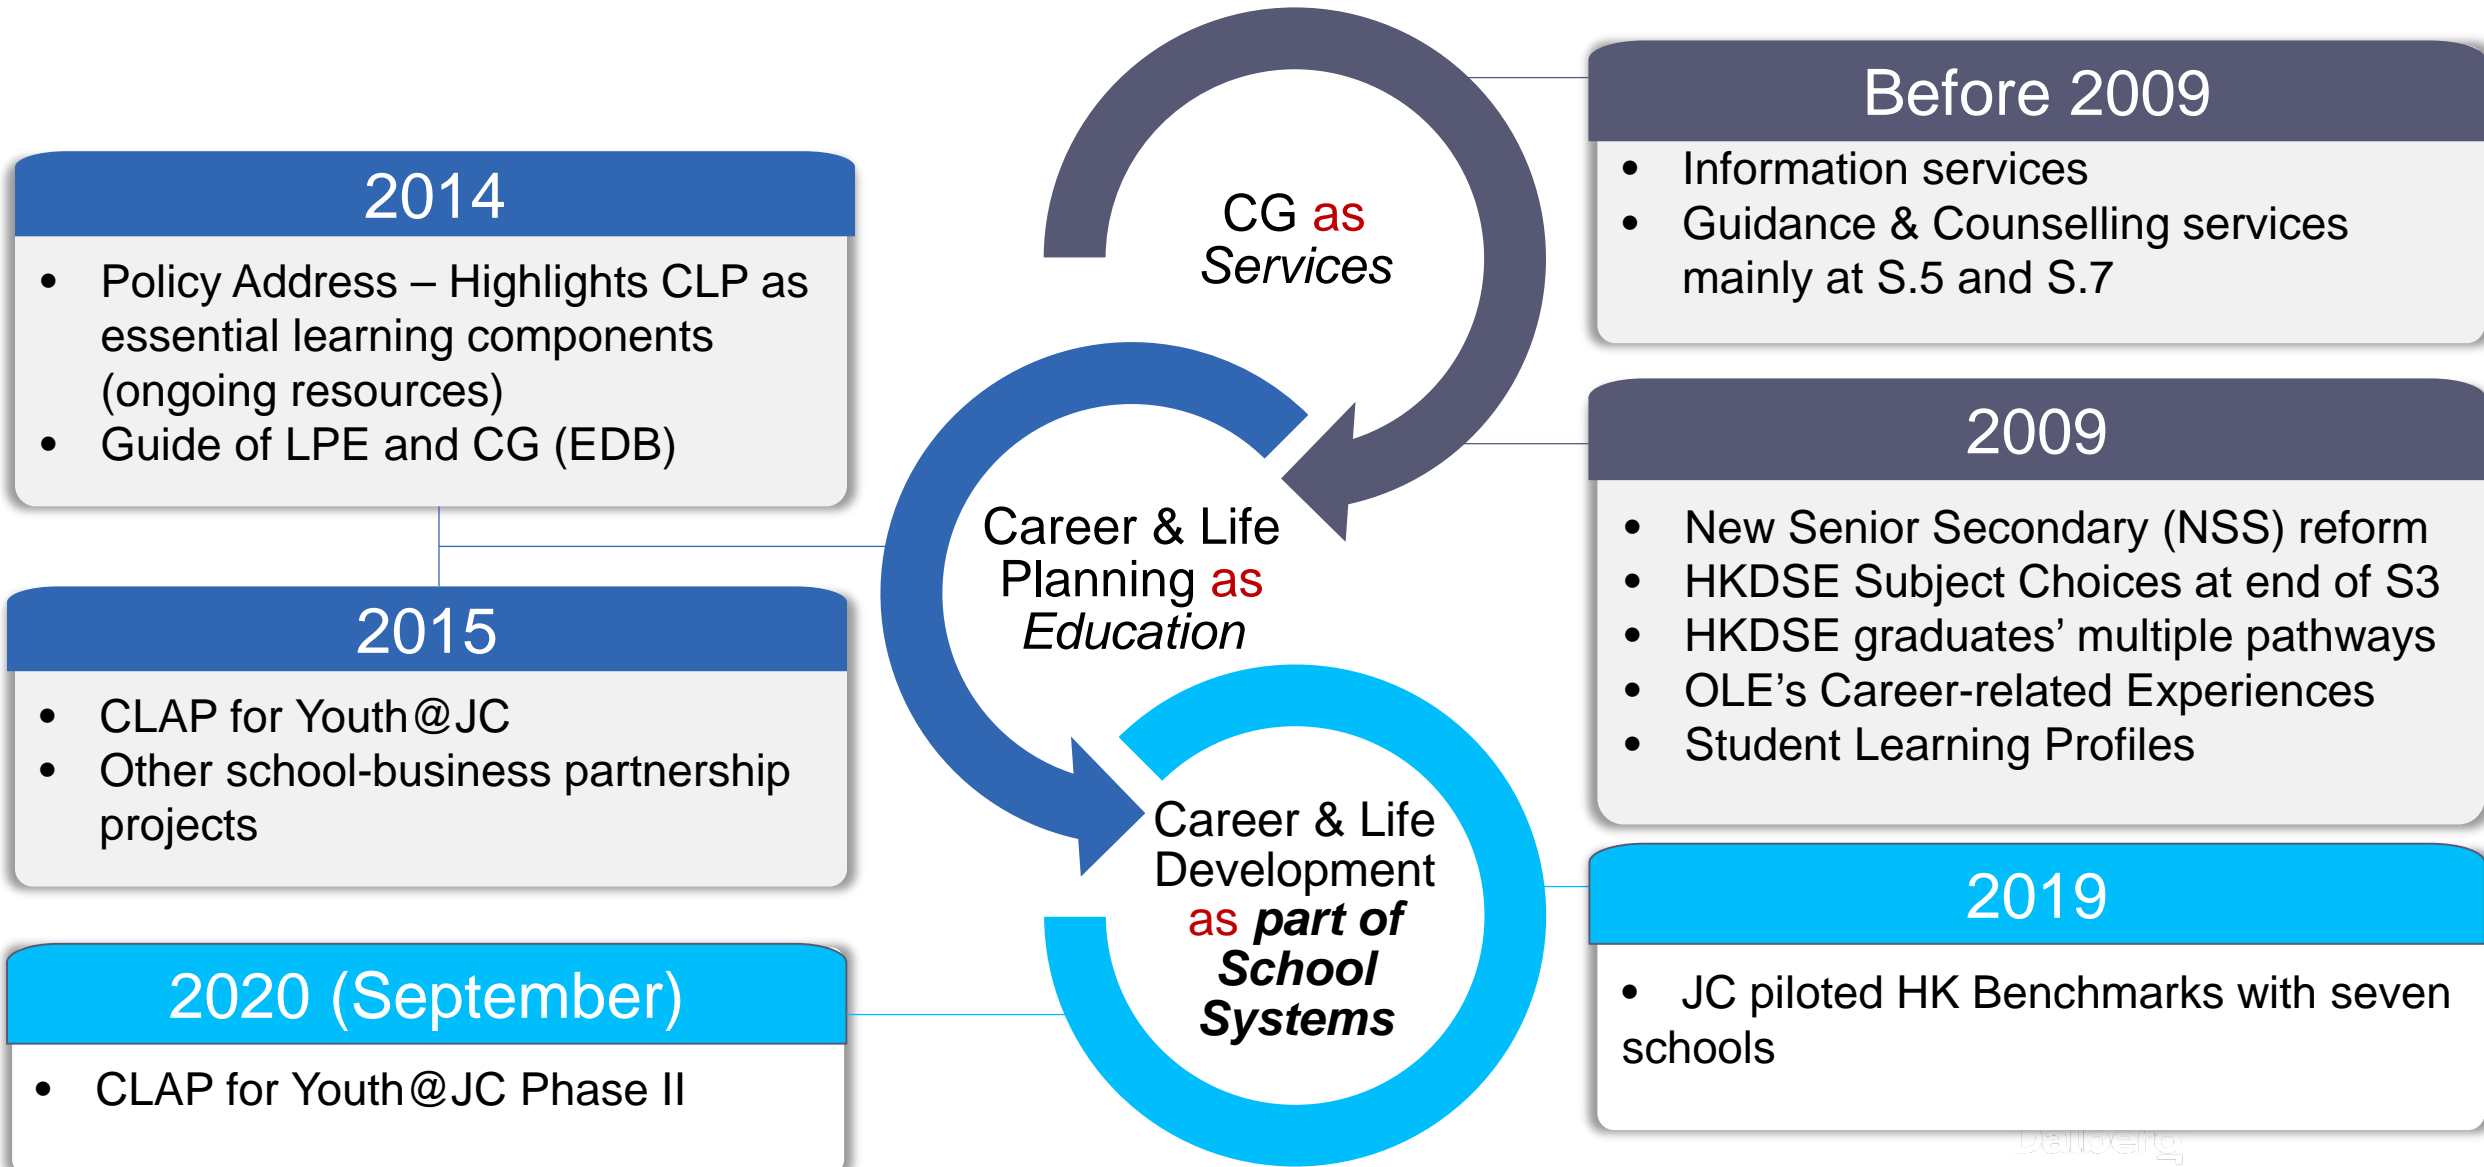 Before 2009
• Information services
• Guidance & Counselling services
mainly at S.5 and S.7
CG as
Services
2009
• New Senior Secondary (NSS) reform
• HKDSE Subject Choices at end of S3
• HKDSE graduates’ multiple pathways
• OLE’s Career-related Experiences
• Student Learning Profiles
2014
• Policy Address – Highlights CLP as
essential learning components
(ongoing resources)
• Guide of LPE and CG (EDB)
Career & Life
Planning as
Education
2015
• CLAP for Youth@JC
• Other school-business partnership
projects
2019
• JC piloted HK Benchmarks with seven
schools
Career & Life
Development
as part of
School
Systems
2020 (September)
• CLAP for Youth@JC Phase II
Dalberg